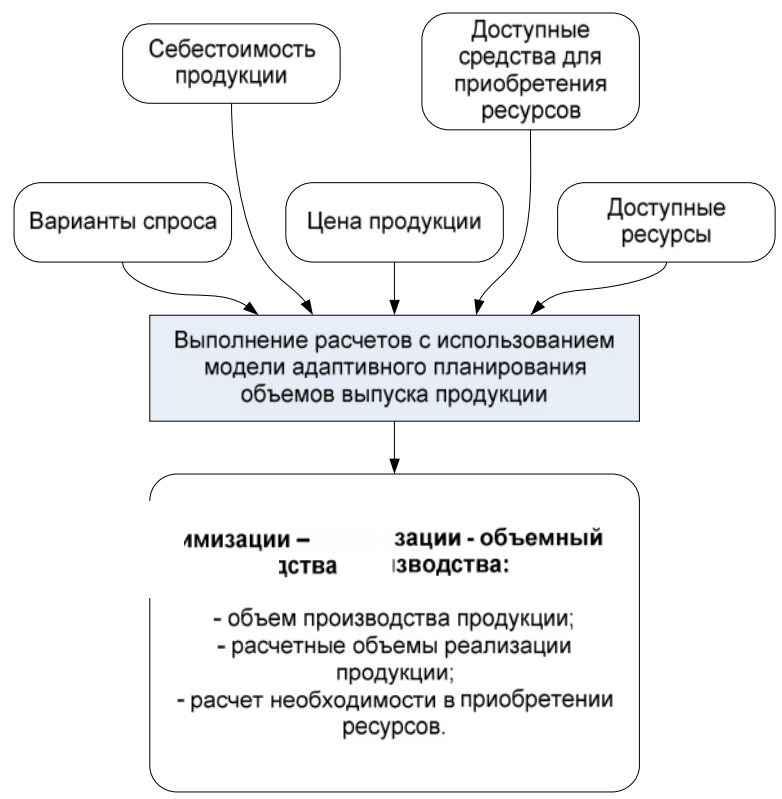 Себестоимость
продукции
Доступные
средства для
приобретения
ресурсов
Варианты спроса
Цена продукции
Доступные
ресурсы
Выполнение расчетов с использованием
модели адаптивного планирования
объемов выпуска продукции
- объемный
- объем производства продукции;
- расчетные объемы реализации
продукции;
- расчет необходимости в приобретении
ресурсов.